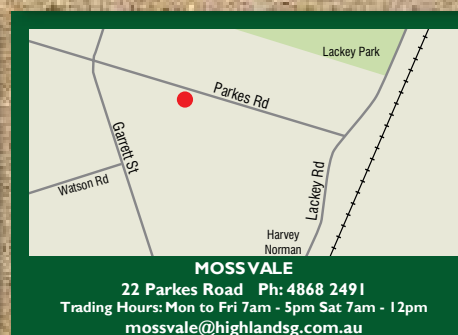 Lackey Park
Parkes Rd
Garrett St
Watson Rd
Lackey Rd
Harvey
Norman
MOSS VALE
22 Parkes Road Ph: 4868 2491
Trading Hours: Mon to Fri 7am - 5pm Sat 7am - 12pm
mossvale@highlandsg.com.au